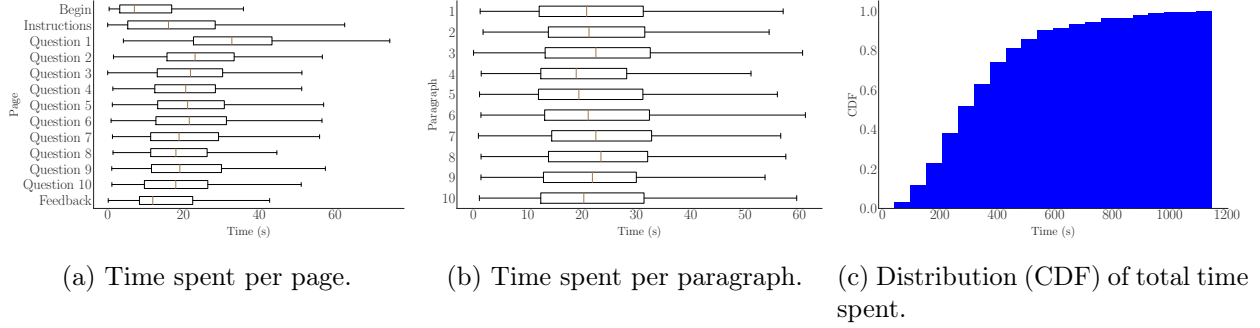 Begin
Instructions
Question 1
Question 2
Question 3
Question 4
Question 5
Question 6
Question 7
Question 8
Question 9
Question 10
Feedback
Page
0 20 40 60
Time (s)
(a) Time spent per page.
1
2
3
4
5
6
7
8
9
10
Paragraph
0 10 20 30 40 50 60
Time (s)
(b) Time spent per paragraph.
1.0
0.8
0.6
0.4
0.2
0.0
CDF
0 200 400 600 800 1000 1200
Time (s)
(c) Distribution (CDF) of total time
spent.